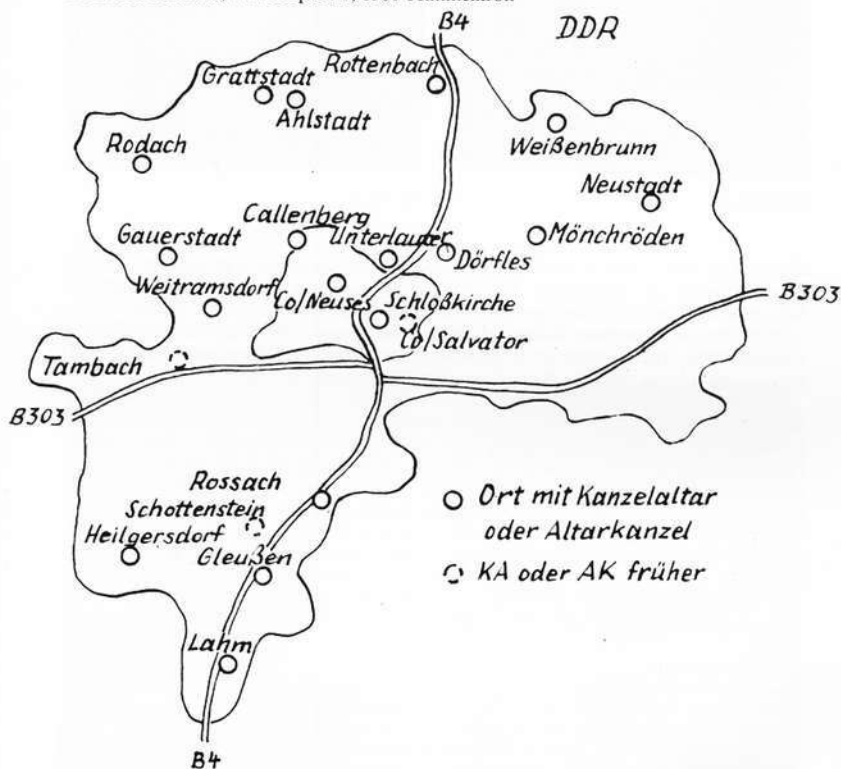 B4
DDR
Rottenbach
Grattstadt
Ahlstadt
Weißenbrunn
Rodach
Neustadt
Callenberg
Unterlauter
Mönchröden
Gauerstadt
Dörfles
Weitramsdorf
Co/Neuses
Schloßkirche
B303
Co/Salvator
Tambach
B303
Rossach
Schottenstein
Heilgersdorf
Gleußen
Lahm
B4
Ort mit Kanzelaltar
oder Altarkanzel
KA oder AK früher